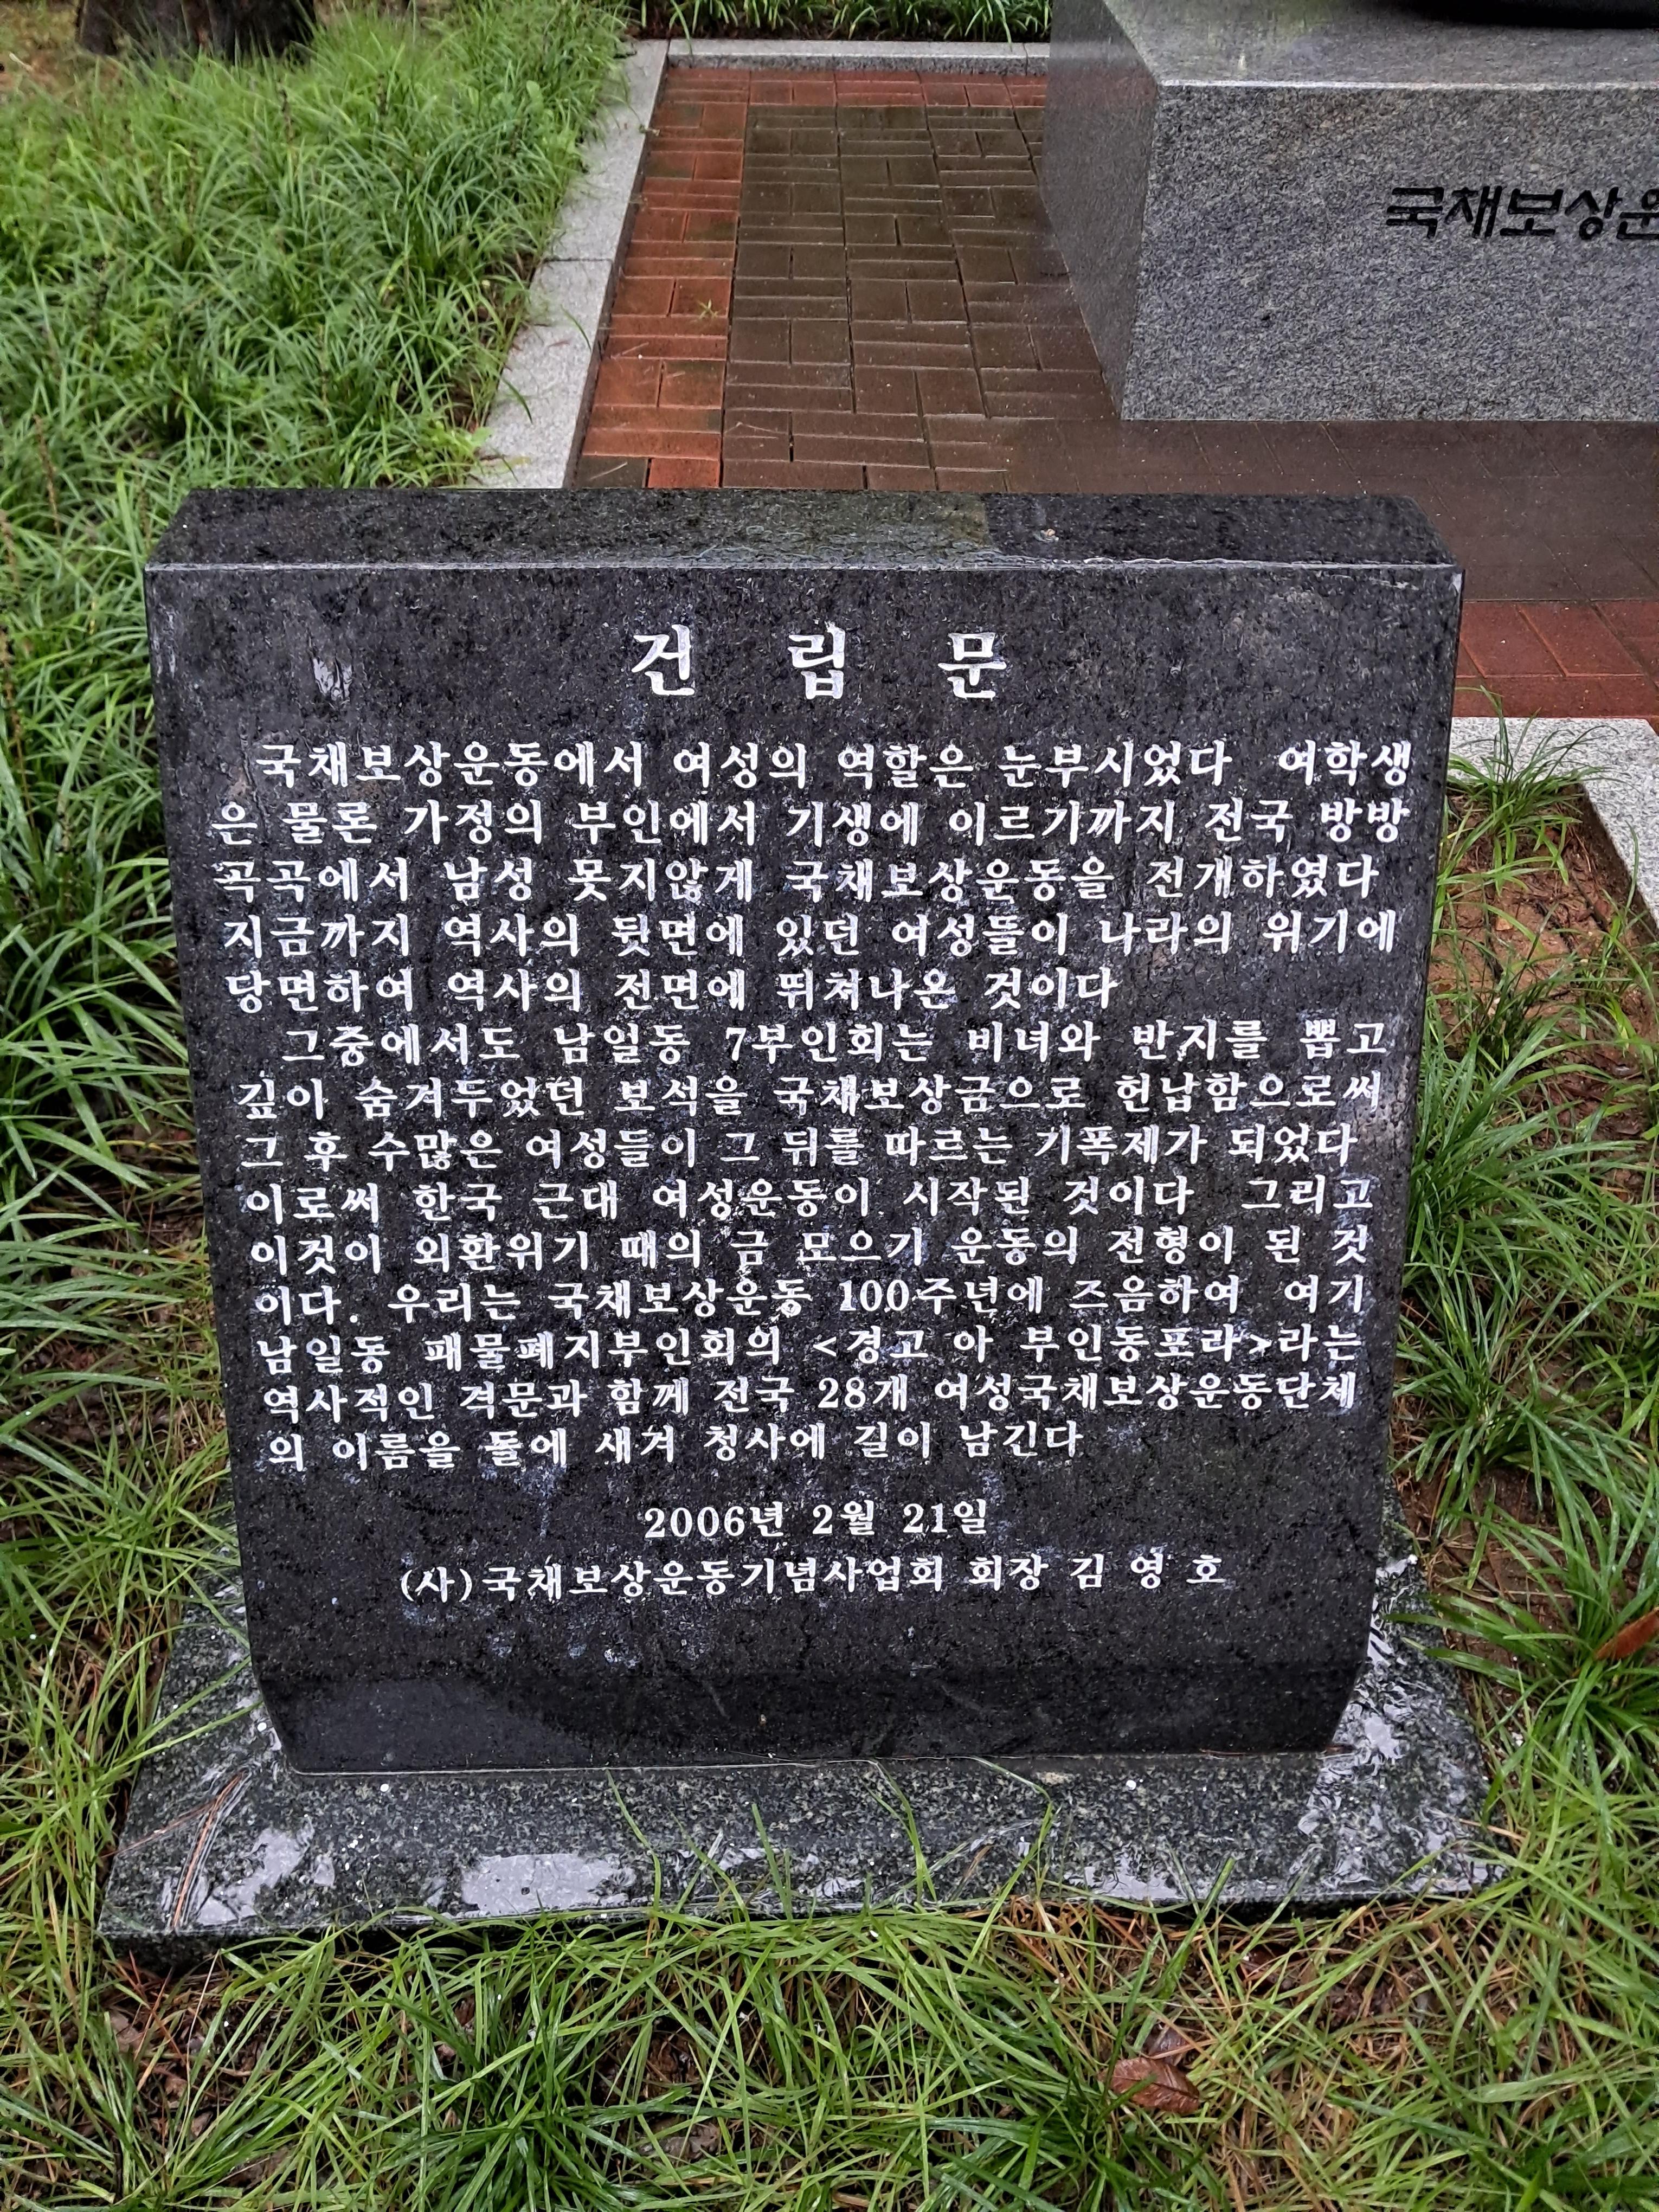 국채보상운
건 립 문
국채보상운동에서 여성의 역할은 눈부시었다 여학생
은 물론 가정의 부인에서 기생에 이르기까지 전국 방방
곡곡에서 남성 못지않게 국채보상운동을 전개하였다
지금까지 역사의 뒷면에 있던 여성들이 나라의 위기에
당면하여 역사의 전면에 뛰쳐나온 것이다
그중에서도 남일동 7부인회는 비녀와 반지를 뽑고
깊이 숨겨두었던 보석을 국채보상금으로 헌납함으로써
그 후 수많은 여성들이 그 뒤를 따르는 기폭제가 되었다
이로써 한국 근대 여성운동이 시작된 것이다 그리고
이것이 외환위기 때의 금 모으기 운동의 전형이 된 것
이다. 우리는 국채보상운동 100주년에 즈음하여 여기
남일동 패물폐지부인회의 <경고 아 부인동포라>라는
역사적인 격문과 함께 전국 28개 여성국채보상운동단체
의 이름을 돌에 새겨 청사에 길이 남긴다
2006년 2월 21일
(사)국채보상운동기념사업회 회장 김 영 호